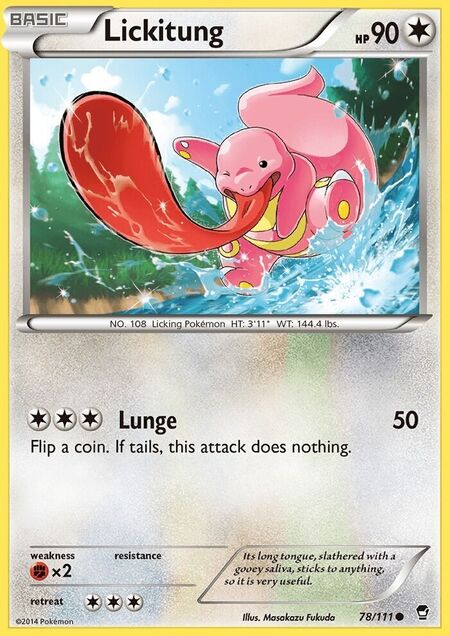 BASIC
Lickitung
HP 90
NO. 108 Licking Pokémon HT: 3'11" WT: 144.4 lbs.
Lunge 50
Flip a coin. If tails, this attack does nothing.
weakness resistance
×2
retreat
Its long tongue, slathered with a
gooey saliva, sticks to anything,
so it is very useful.
©2014 Pokémon
Illus. Masakazu Fukuda
78/111